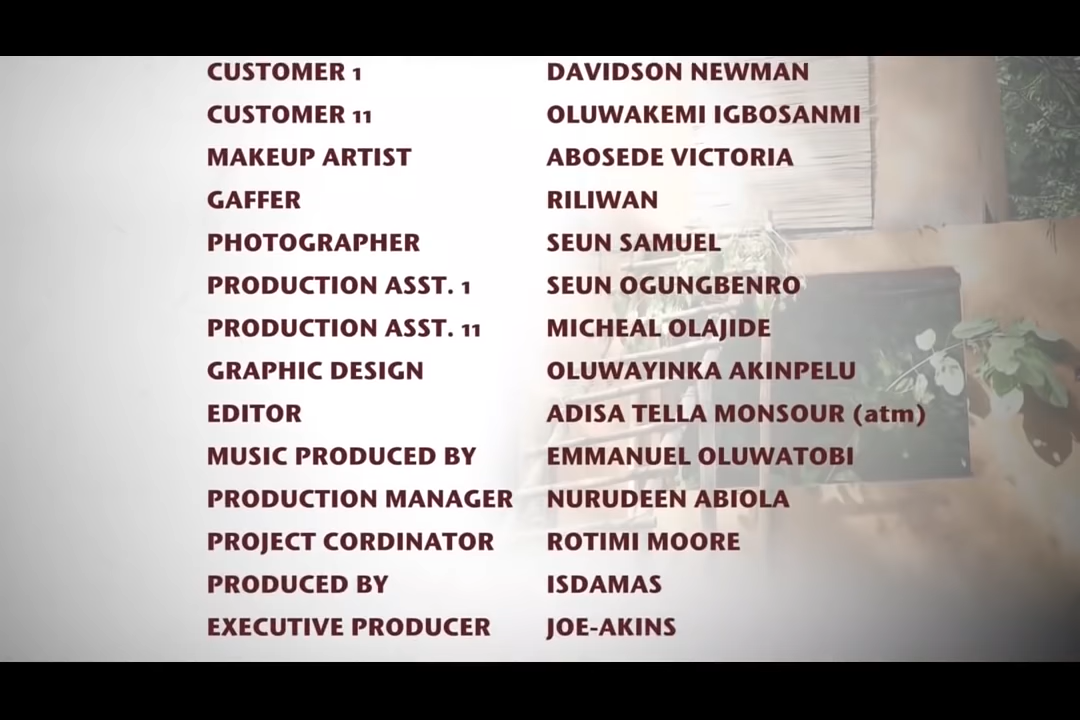 CUSTOMER 1 DAVIDSON NEWMAN
CUSTOMER 11 OLUWAKEMI IGBOSANMI
MAKEUP ARTIST ABOSEDE VICTORIA
GAFFER RILIWAN
PHOTOGRAPHER SEUN SAMUEL
PRODUCTION ASST. 1 SEUN OGUNGBENRO
PRODUCTION ASST. 11 MICHEAL OLAJIDE
GRAPHIC DESIGN OLUWAYINKA AKINPELU
EDITOR ADISA TELLA MONSOUR (atm)
MUSIC PRODUCED BY EMMANUEL OLUWATOBI
PRODUCTION MANAGER NURUDEEN ABIOLA
PROJECT CORDINATOR ROTIMI MOORE
PRODUCED BY ISDAMAS
EXECUTIVE PRODUCER JOE-AKINS